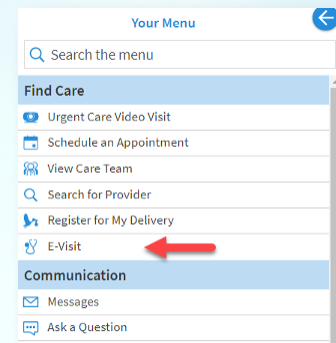 Your Menu
Search the menu
Find Care
Urgent Care Video Visit
Schedule an Appointment
View Care Team
Search for Provider
Register for My Delivery
E-Visit
Communication
Messages
Ask a Question